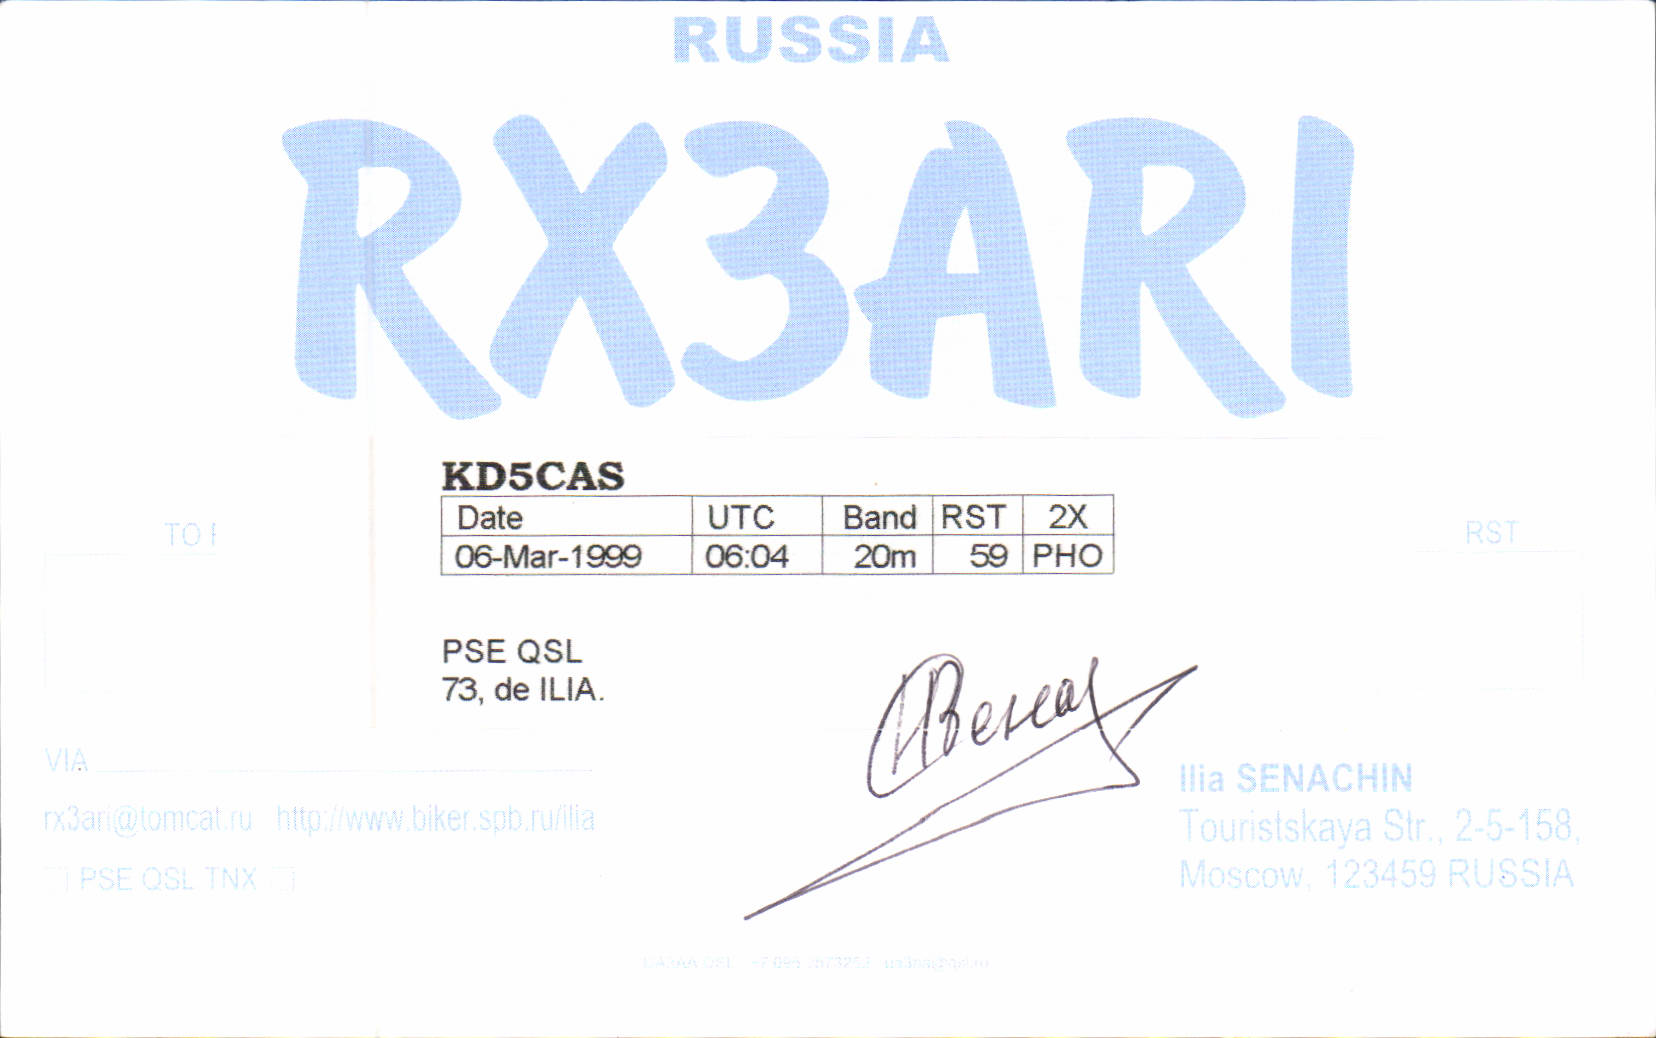 RUSSIA
RX3ARI
KD5CAS
Date UTC Band RST 2X
06-Mar-1999 06:04 20m 59 PHO
TO
RST
PSE QSL
73, de ILIA.
VIA
rx3ari@tomcat.ru http://www.biker.spb.ru/ilia
PSE QSL TNX
Ilia SENACHIN
Touristskaya Str., 2-5-158,
Moscow, 123459 RUSSIA